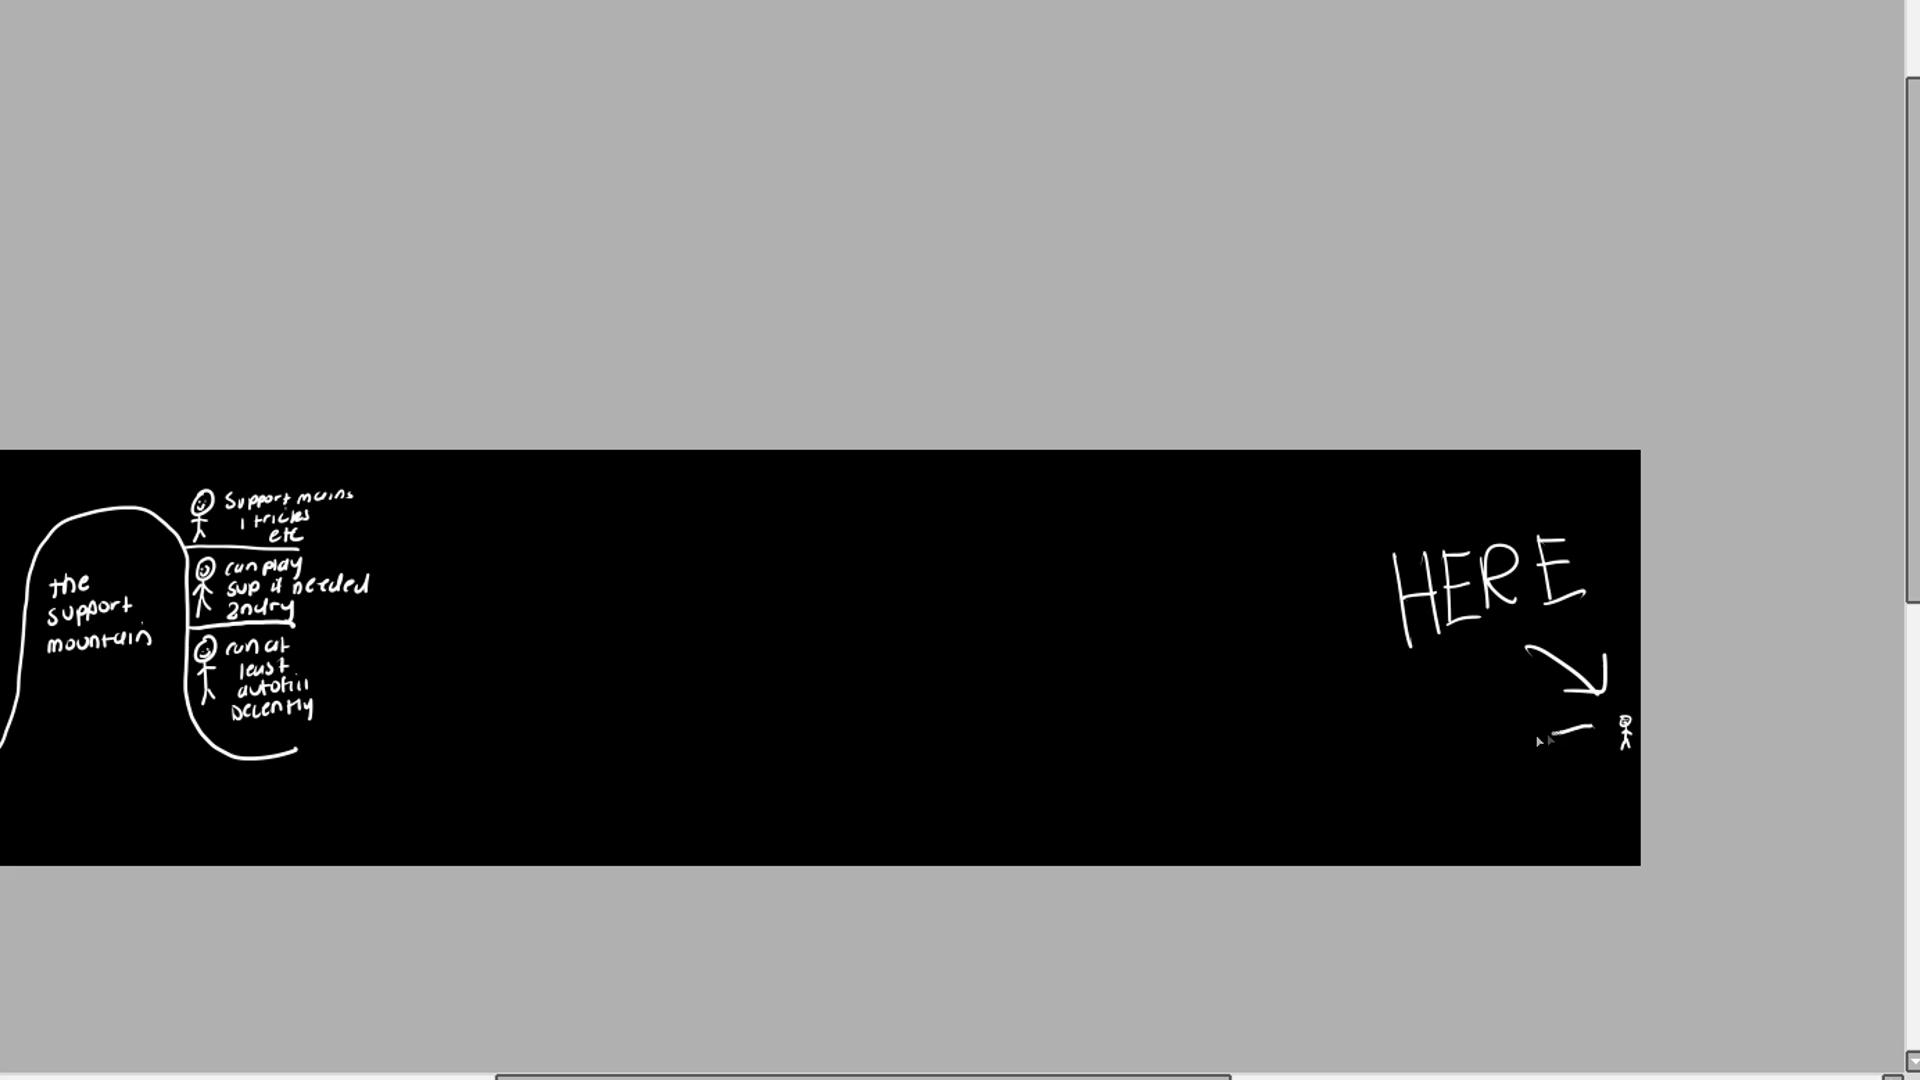 the
support
mountain
Support mains
1 tricks
etc
can play
sup if needed
2ndry
run at
least
autofill
Decently
HERE